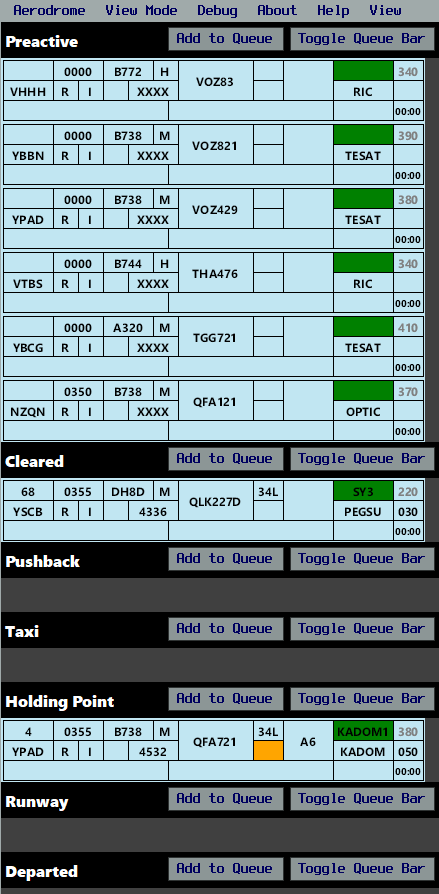 Aerodrome View Mode Debug About Help View
Preactive Add to Queue Toggle Queue Bar
0000 B772 H VOZ83 340
VHHH R I XXXX RIC
00:00
0000 B738 M VOZ821 390
YBBN R I XXXX TESAT
00:00
0000 B738 M VOZ429 380
YPAD R I XXXX TESAT
00:00
0000 B744 H THA476 340
VTBS R I XXXX RIC
00:00
0000 A320 M TGG721 410
YBCG R I XXXX TESAT
00:00
0350 B738 M QFA121 370
NZQN R I XXXX OPTIC
00:00
Cleared Add to Queue Toggle Queue Bar
68 0355 DH8D M QLK227D 34L SY3 220
YSCB R I 4336 PEGSU 030
00:00
Pushback Add to Queue Toggle Queue Bar
Taxi Add to Queue Toggle Queue Bar
Holding Point Add to Queue Toggle Queue Bar
4 0355 B738 M QFA721 34L A6 KADOM1 380
YPAD R I 4532 KADOM 050
00:00
Runway Add to Queue Toggle Queue Bar
Departed Add to Queue Toggle Queue Bar